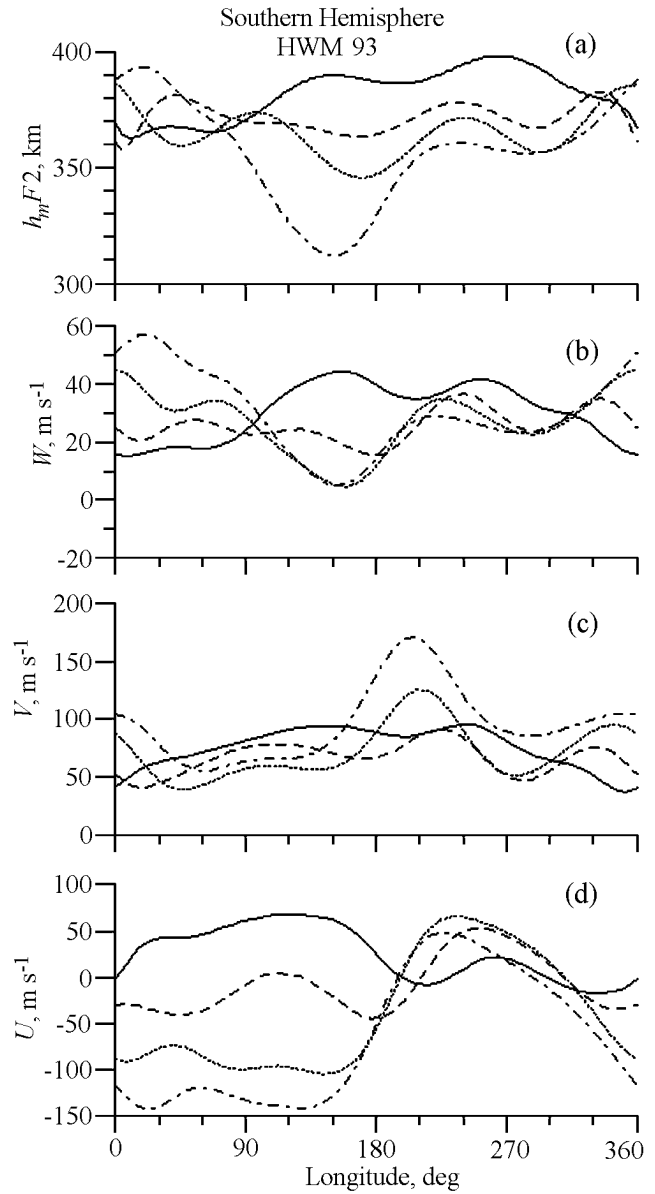 Southern Hemisphere
HWM 93
(a)
400
350
300
hmF2, km
(b)
60
40
20
0
-20
W, m s-1
(c)
200
150
100
50
0
V, m s-1
(d)
100
50
0
-50
-100
-150
U, m s-1
0 90 180 270 360
Longitude, deg